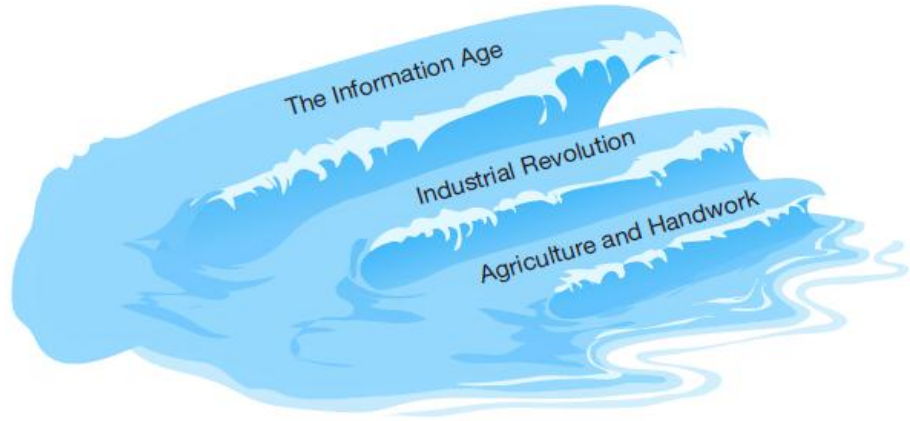 The Information Age
Industrial Revolution
Agriculture and Handwork